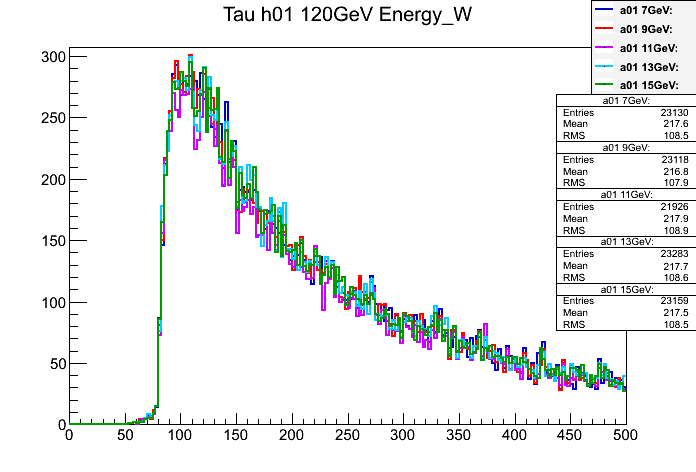 Tau h01 120GeV Energy_W
a01 7GeV:
a01 9GeV:
a01 11GeV:
a01 13GeV:
a01 15GeV:
a01 7GeV:
Entries 23130
Mean 217.6
RMS 108.5
a01 9GeV:
Entries 23118
Mean 216.8
RMS 107.9
a01 11GeV:
Entries 21926
Mean 217.9
RMS 108.9
a01 13GeV:
Entries 23283
Mean 217.7
RMS 108.6
a01 15GeV:
Entries 23159
Mean 217.5
RMS 108.5
300
250
200
150
100
50
0
0 50 100 150 200 250 300 350 400 450 500